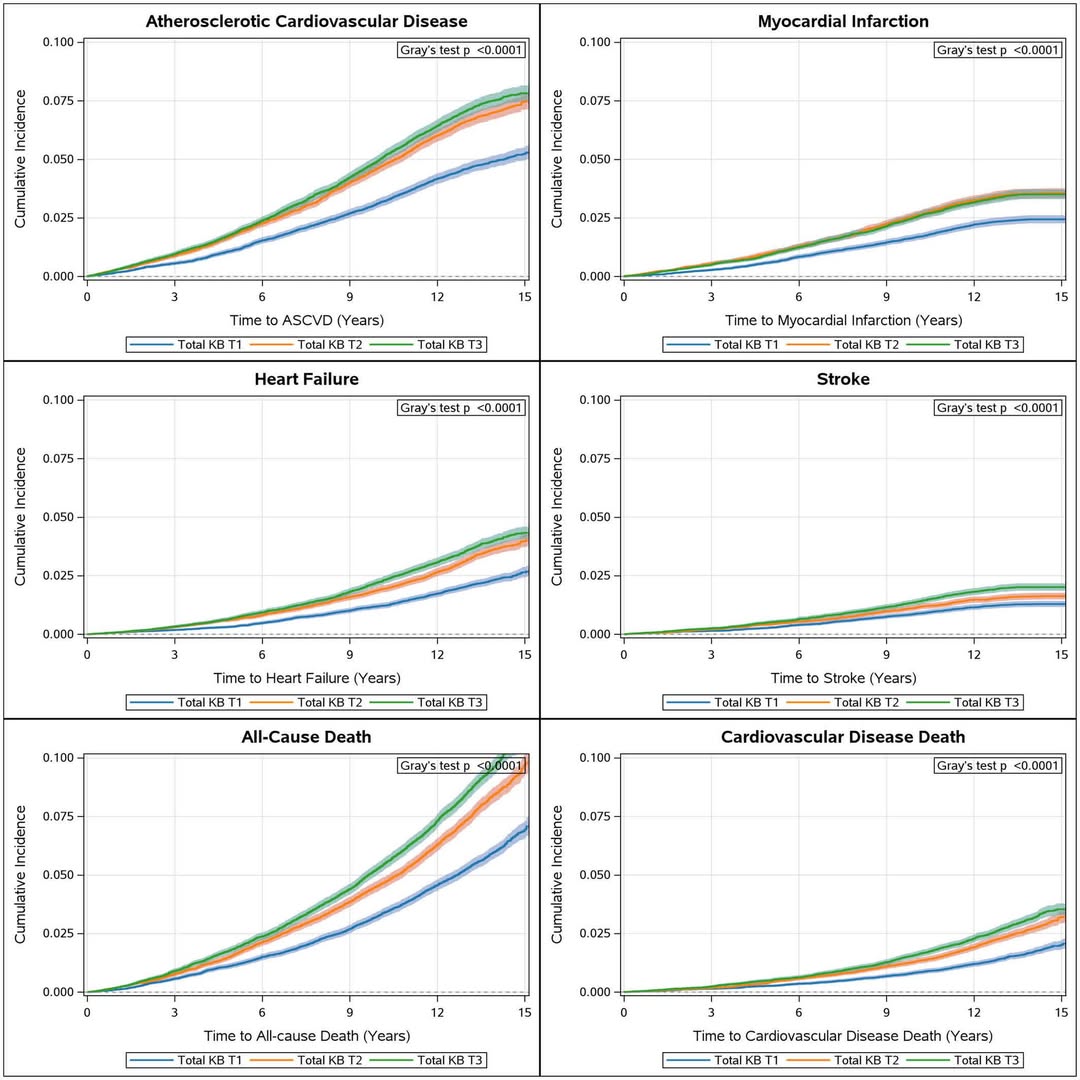 Atherosclerotic Cardiovascular Disease
Gray's test p <0.0001
Cumulative Incidence
0.100
0.075
0.050
0.025
0.000
0 3 6 9 12 15
Time to ASCVD (Years)
Total KB T1 Total KB T2 Total KB T3
Myocardial Infarction
Gray's test p <0.0001
Cumulative Incidence
0.100
0.075
0.050
0.025
0.000
0 3 6 9 12 15
Time to Myocardial Infarction (Years)
Total KB T1 Total KB T2 Total KB T3
Heart Failure
Gray's test p <0.0001
Cumulative Incidence
0.100
0.075
0.050
0.025
0.000
0 3 6 9 12 15
Time to Heart Failure (Years)
Total KB T1 Total KB T2 Total KB T3
Stroke
Gray's test p <0.0001
Cumulative Incidence
0.100
0.075
0.050
0.025
0.000
0 3 6 9 12 15
Time to Stroke (Years)
Total KB T1 Total KB T2 Total KB T3
All-Cause Death
Gray's test p <0.0001
Cumulative Incidence
0.100
0.075
0.050
0.025
0.000
0 3 6 9 12 15
Time to All-cause Death (Years)
Total KB T1 Total KB T2 Total KB T3
Cardiovascular Disease Death
Gray's test p <0.0001
Cumulative Incidence
0.100
0.075
0.050
0.025
0.000
0 3 6 9 12 15
Time to Cardiovascular Disease Death (Years)
Total KB T1 Total KB T2 Total KB T3